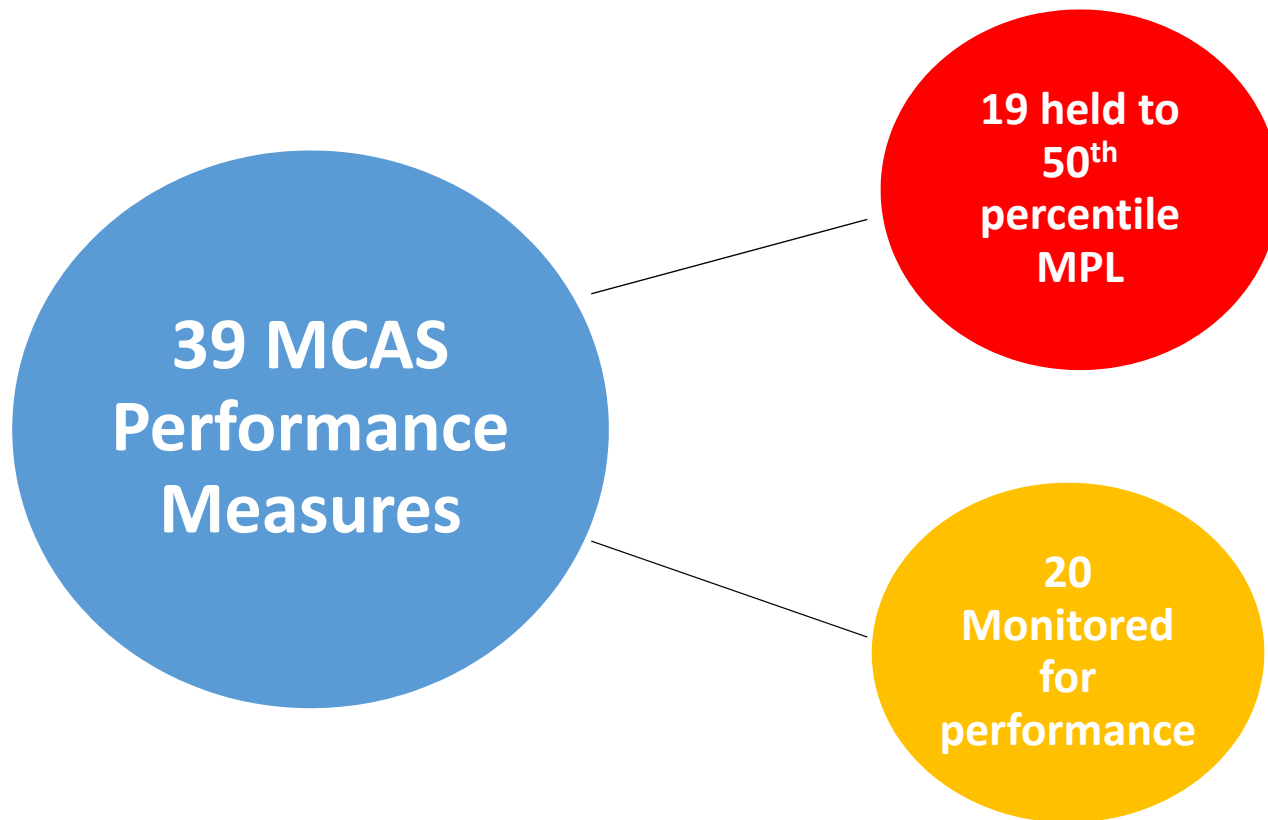 39 MCAS
Performance
Measures
19 held to
50th
percentile
MPL
20
Monitored
for
performance